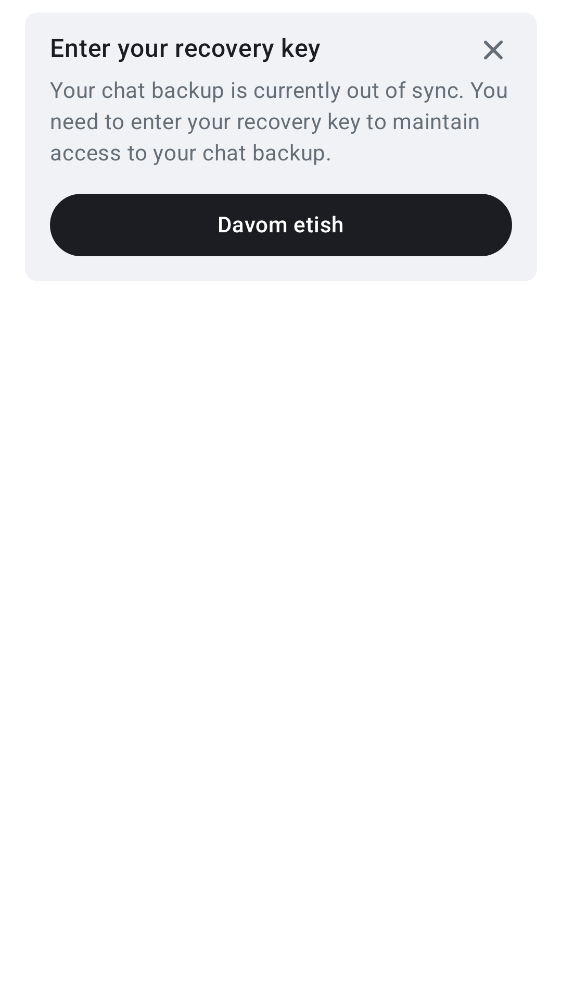 Enter your recovery key
Your chat backup is currently out of sync. You
need to enter your recovery key to maintain
access to your chat backup.
Davom etish